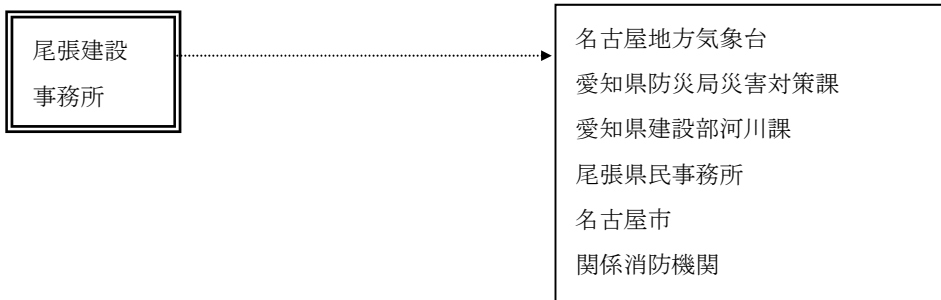 尾張建設
事務所
名古屋地方気象台
愛知県防災局災害対策課
愛知県建設部河川課
尾張県民事務所
名古屋市
関係消防機関